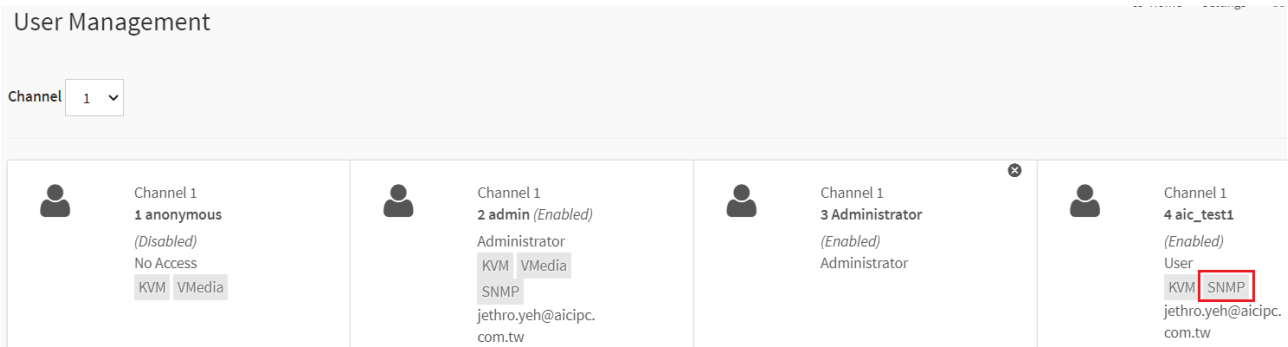 User Management
Channel 1
Channel 1
1 anonymous
(Disabled)
No Access
KVM VMedia
Channel 1
2 admin (Enabled)
Administrator
KVM VMedia
SNMP
jethro.yeh@aicipc.
com.tw
Channel 1
3 Administrator
(Enabled)
Administrator
Channel 1
4 aic_test1
(Enabled)
User
KVM SNMP
jethro.yeh@aicipc.
com.tw